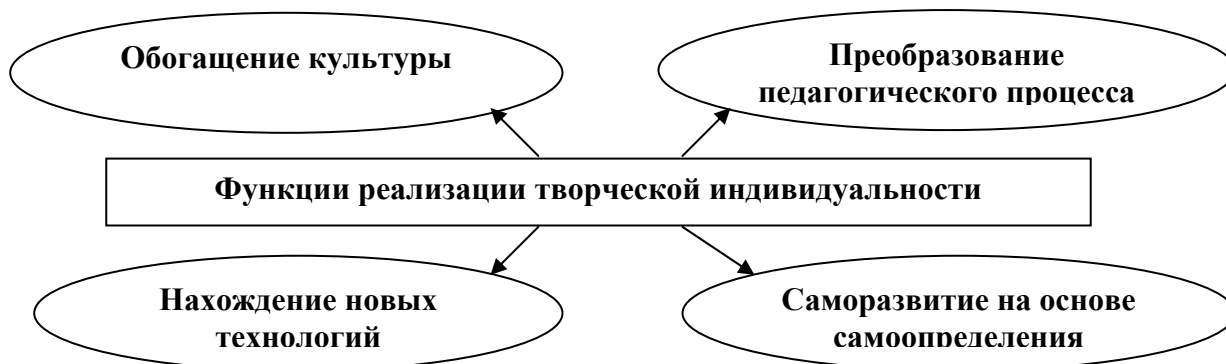 Обогащение культуры
Преобразование
педагогического процесса
Функции реализации творческой индивидуальности
Нахождение новых
технологий
Саморазвитие на основе
самоопределения